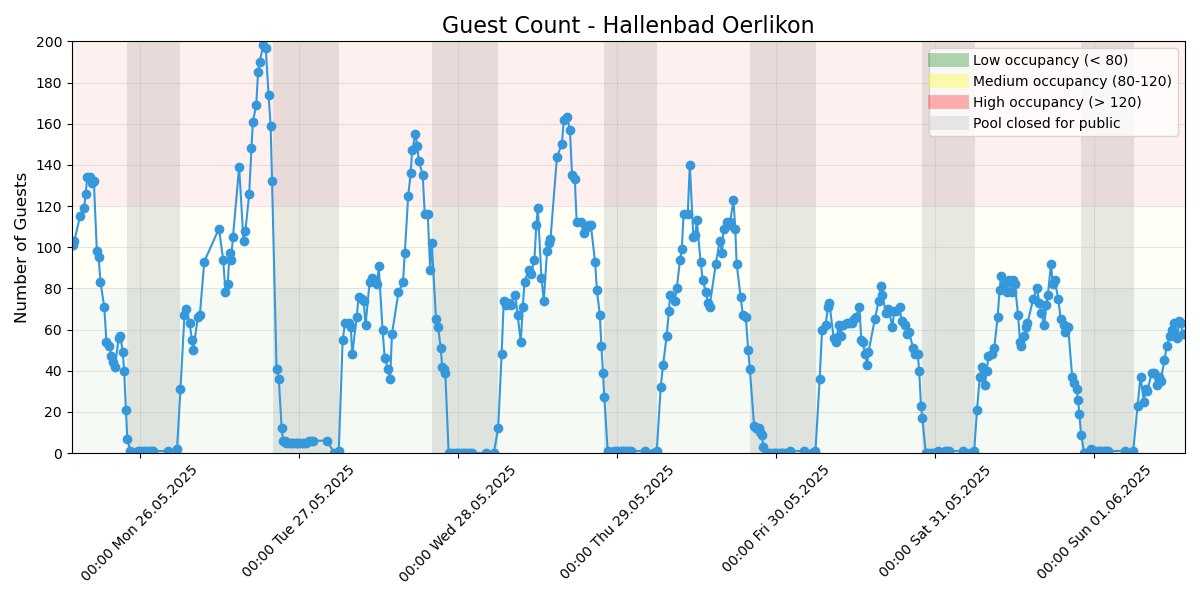 Guest Count - Hallenbad Oerlikon
Number of Guests
200
180
160
140
120
100
80
60
40
20
0
Low occupancy (< 80)
Medium occupancy (80-120)
High occupancy (> 120)
Pool closed for public
00:00 Mon 26.05.2025
00:00 Tue 27.05.2025
00:00 Wed 28.05.2025
00:00 Thu 29.05.2025
00:00 Fri 30.05.2025
00:00 Sat 31.05.2025
00:00 Sun 01.06.2025